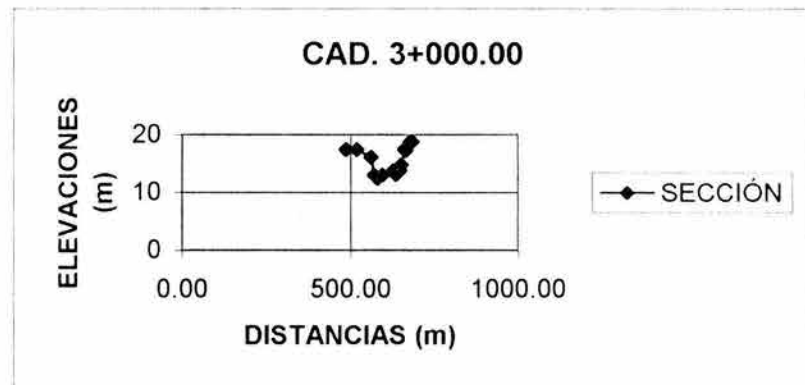 CAD. 3+000.00
ELEVACIONES
(m)
20
10
0
0.00
500.00
1000.00
DISTANCIAS (m)
SECCIÓN